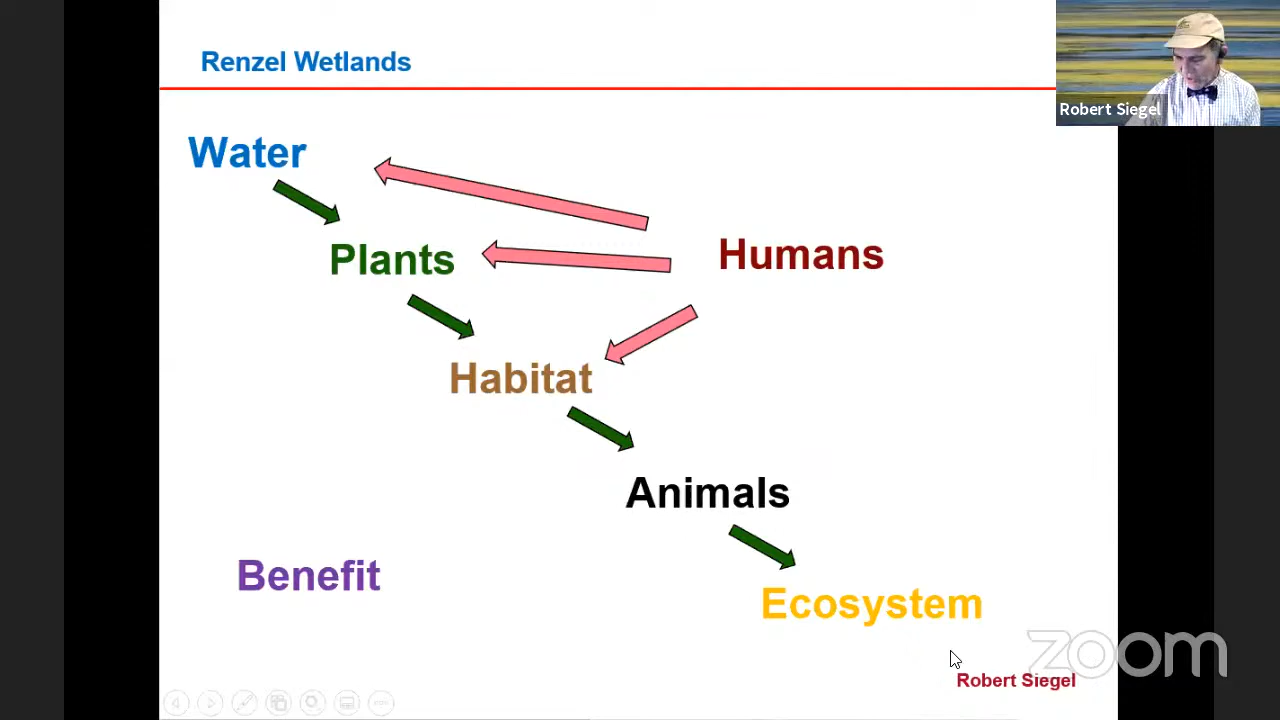 Renzel Wetlands
Robert Siegel
Water
Plants
Humans
Habitat
Animals
Benefit
Ecosystem
zoom
Robert Siegel